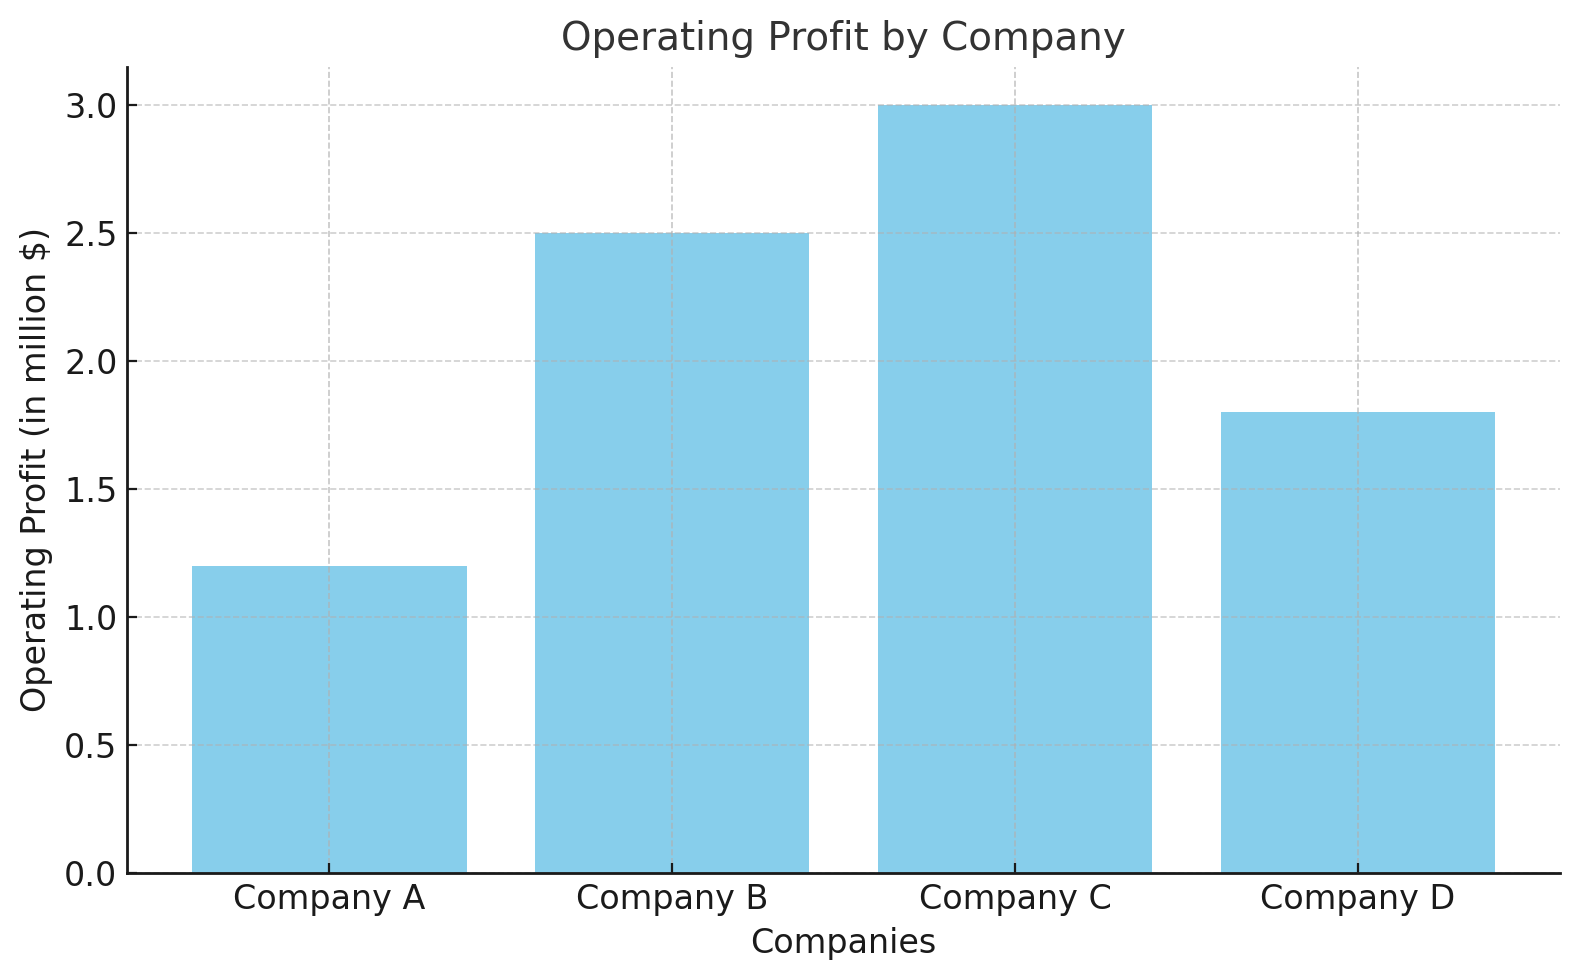 Operating Profit by Company
Operating Profit (in million $)
3.0
2.5
2.0
1.5
1.0
0.5
0.0
Company A Company B Company C Company D
Companies